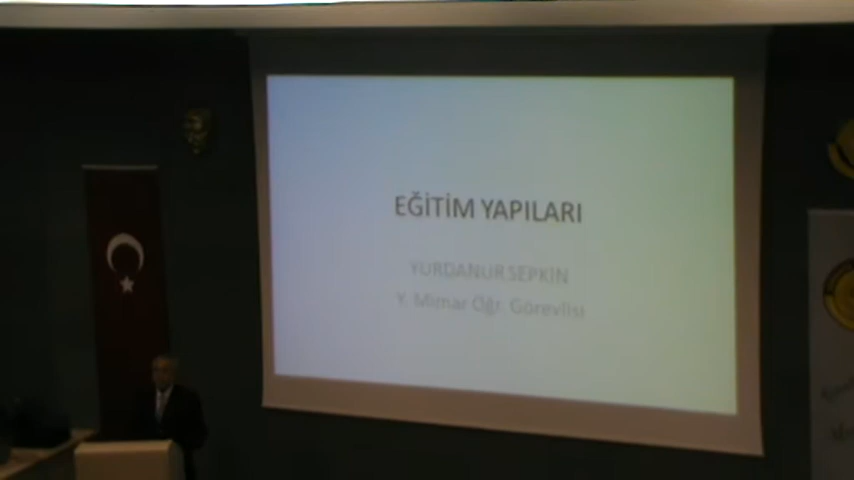 EĞİTİM YAPILARI
YURDANUR SEPKİN
Y. Mimar Öğr. Görevlisi